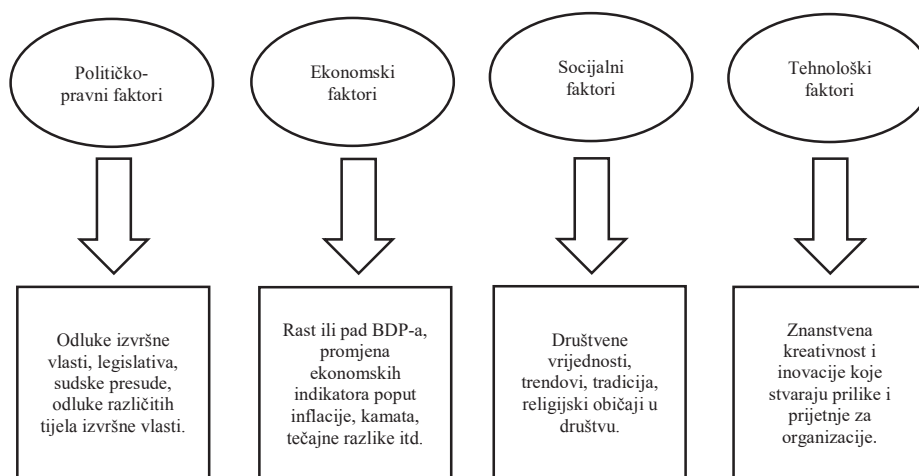 Političko-
pravni faktori
Ekonomski
faktori
Socijalni
faktori
Tehnološki
faktori
Odluke izvršne
vlasti, legislativa,
sudske presude,
odluke različitih
tijela izvršne vlasti.
Rast ili pad BDP-a,
promjena
ekonomskih
indikatora poput
inflacije, kamata,
tečajne razlike itd.
Društvene
vrijednosti,
trendovi, tradicija,
religijski običaji u
društvu.
Znanstvena
kreativnost i
inovacije koje
stvaraju prilike i
prijetnje za
organizacije.